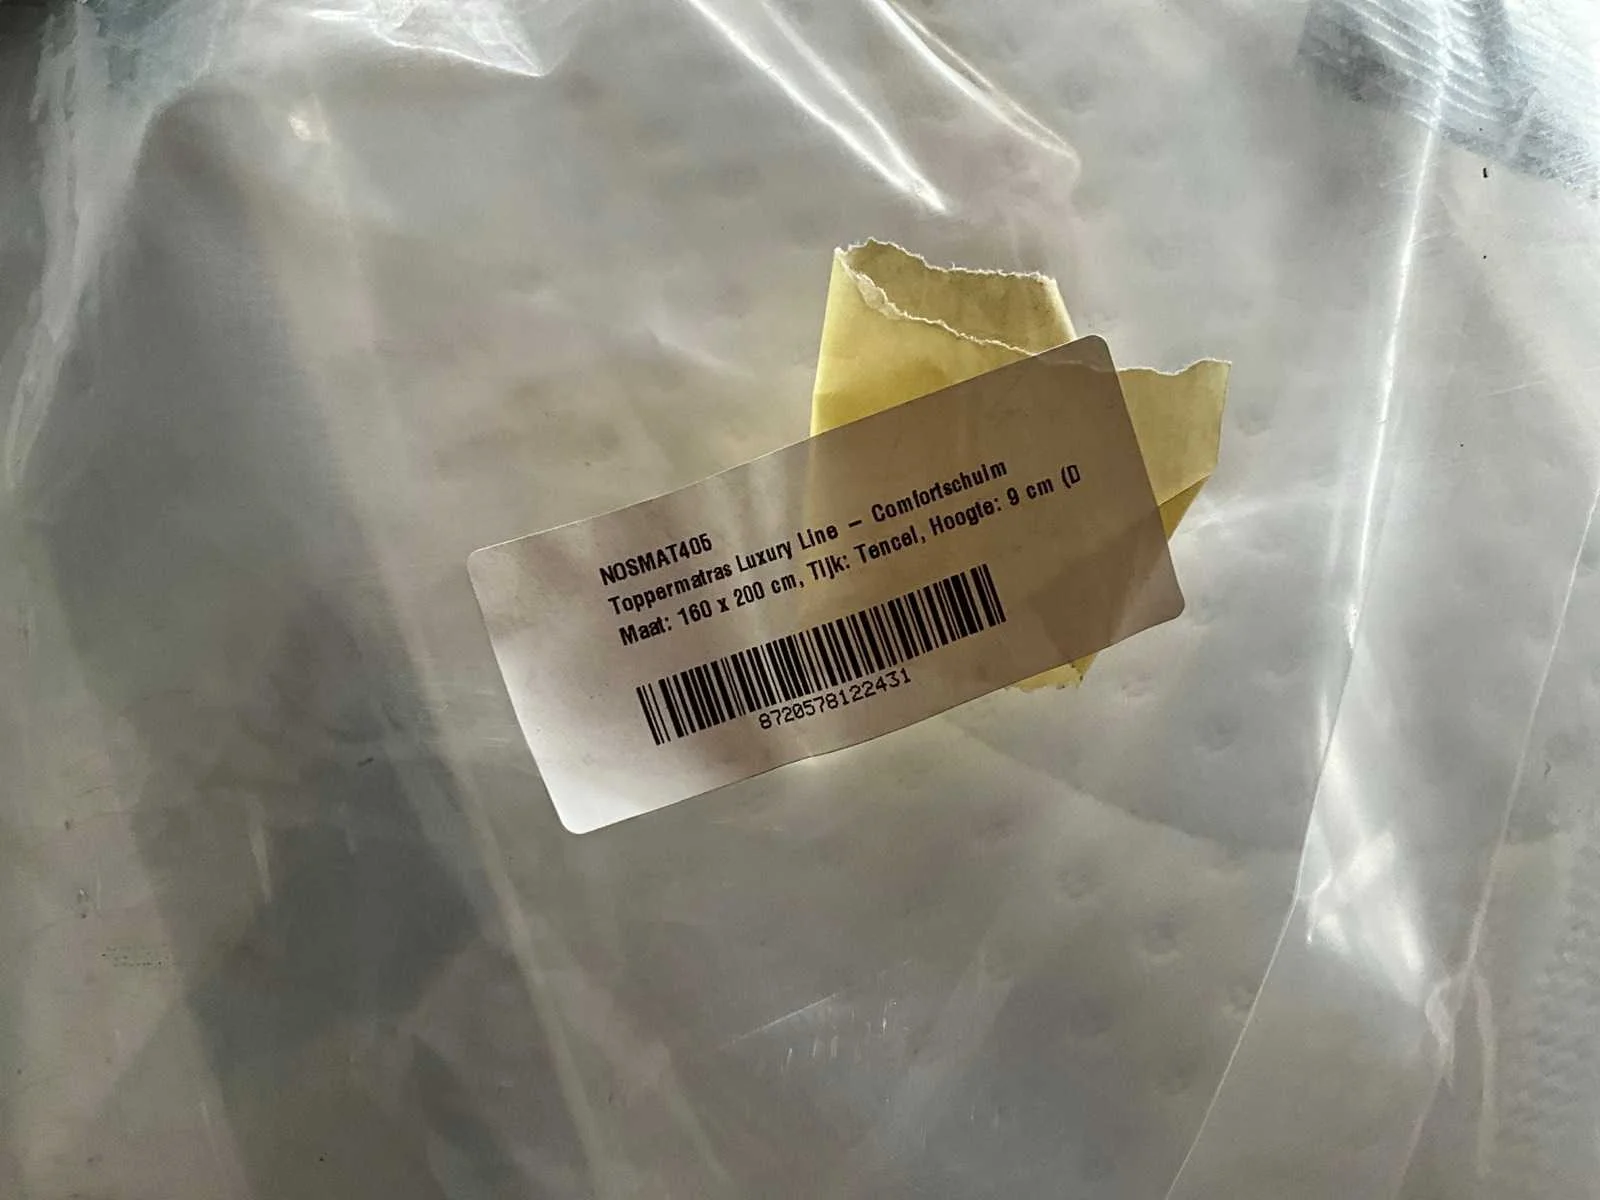 NOSMAT405
Toppermatras Luxury Line – Comfortschuim
Maat: 160 x 200 cm, Tijk: Tencel, Hoogte: 9 cm (D
8720578122431